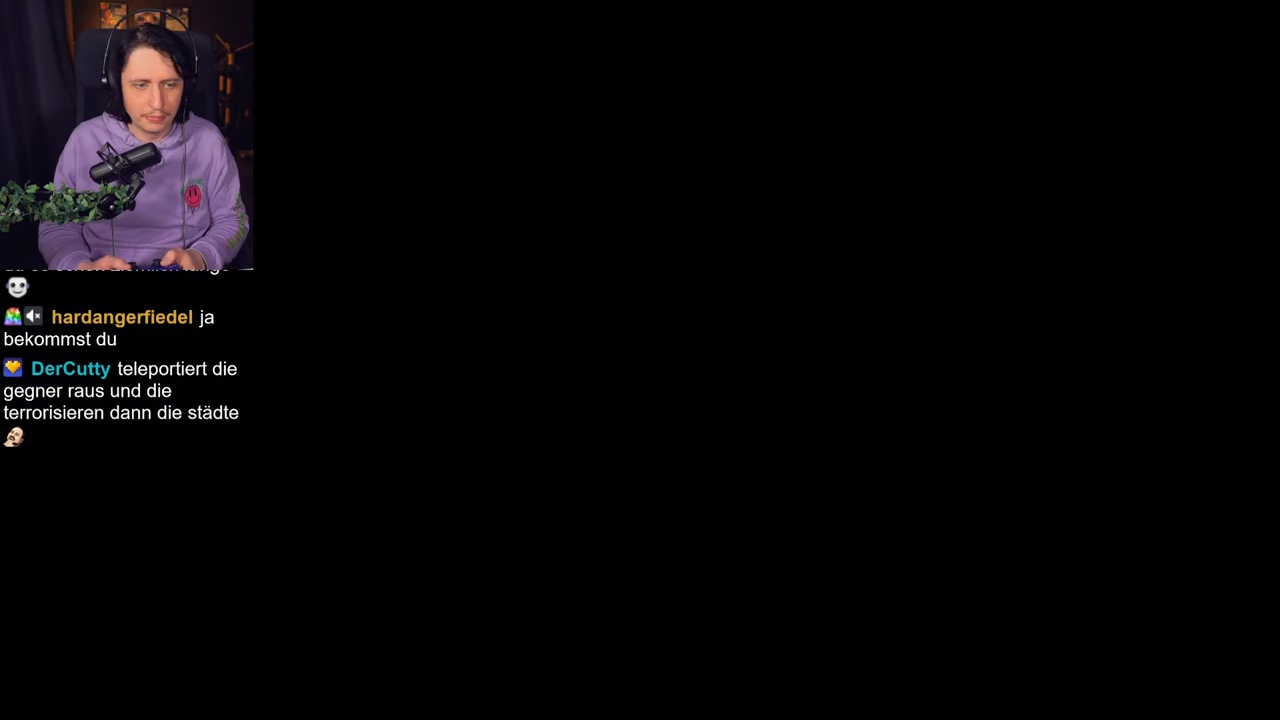 hardangerfiedel ja
bekommst du
DerCutty teleportiert die
gegner raus und die
terrorisieren dann die städte